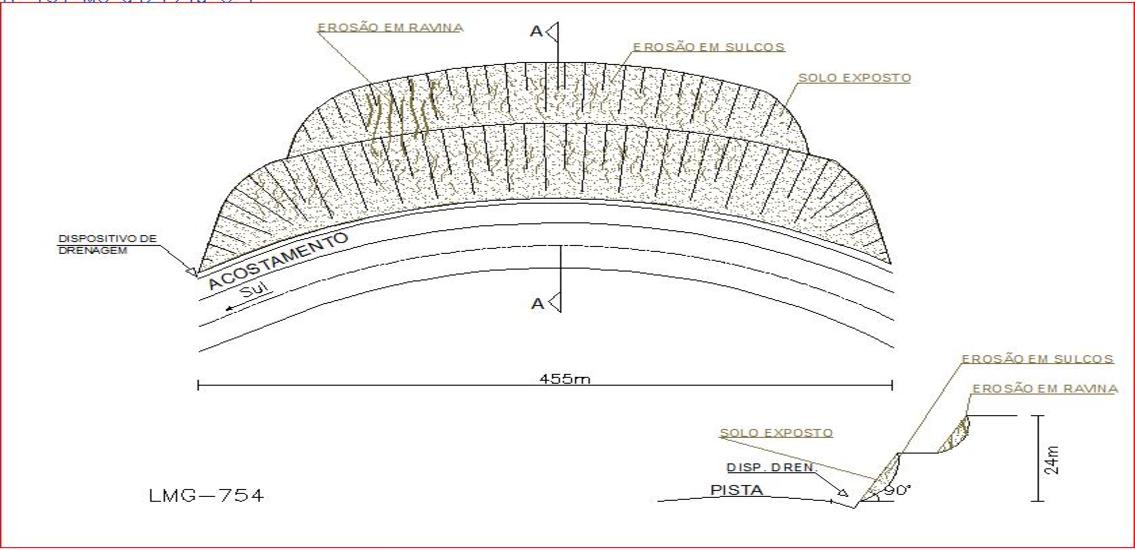 EROSÃO EM RAVINA
A
EROSÃO EM SULCOS
SOLO EXPOSTO
DISPOSITIVO DE
DRENAGEM
ACOSTAMENTO
Sul
A
455m
EROSÃO EM SULCOS
EROSÃO EM RAVINA
SOLO EXPOSTO
DISP. DREN.
PISTA
90°
24m
LMG-754